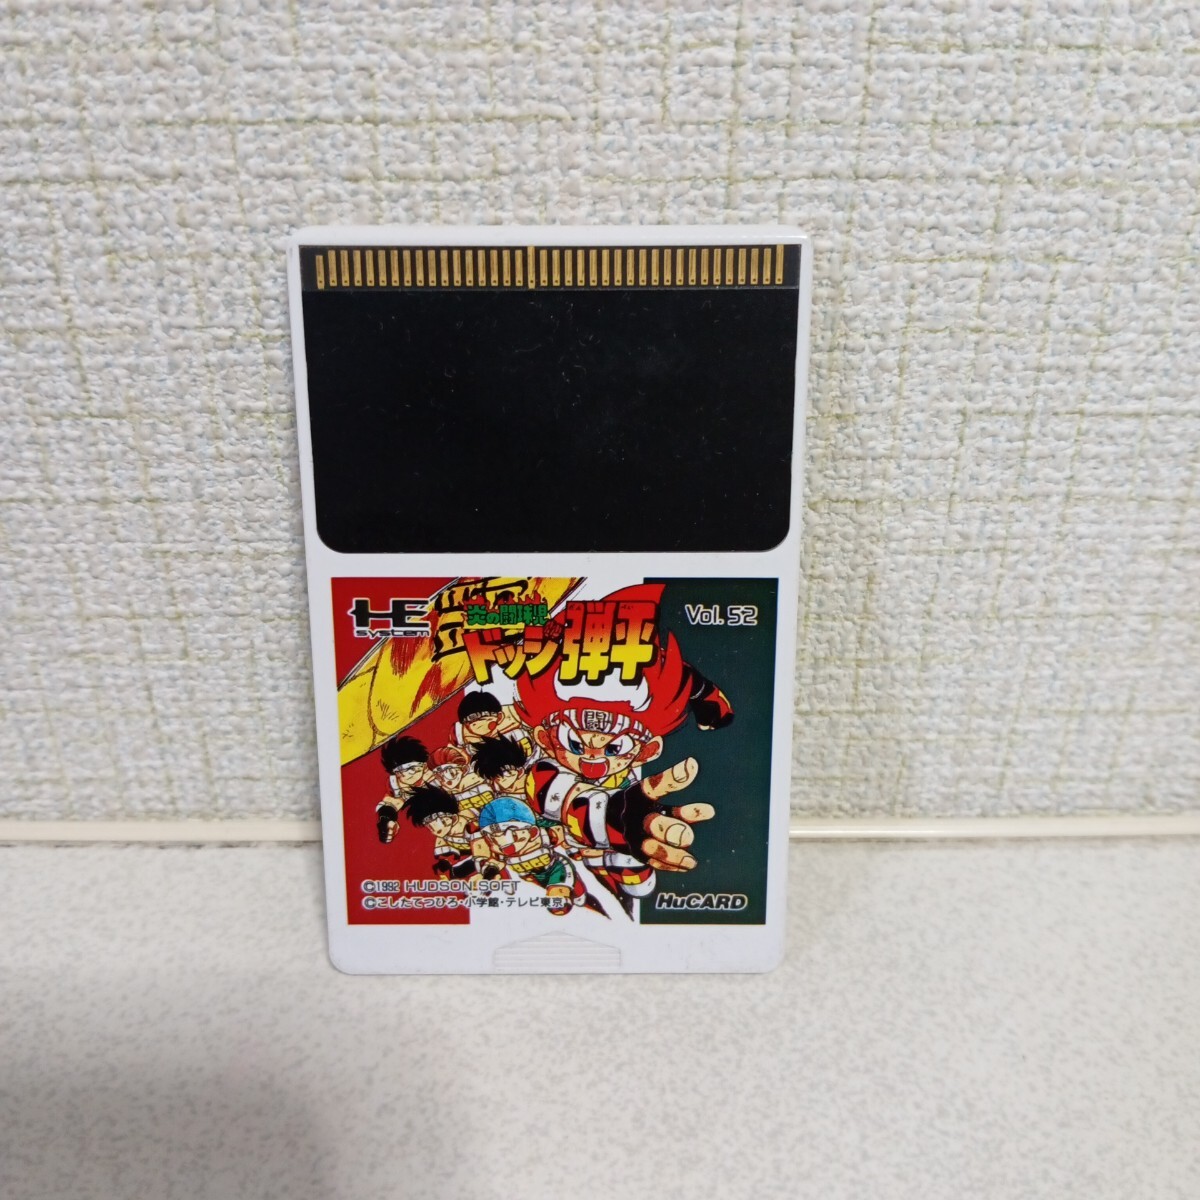 HE
system
炎の闘球児
ドッジ弾平
Vol. 52
闘
©1992 HUDSON SOFT
©こしたてつひろ・小学館・テレビ東京
HuCARD